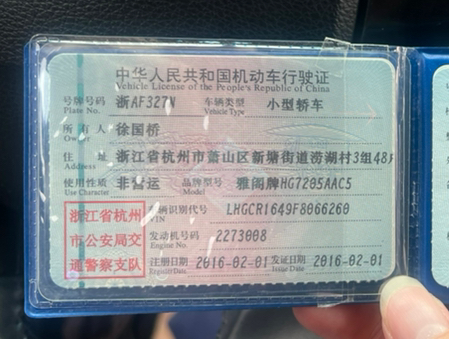 中华人民共和国机动车行驶证
Vehicle License of the People's Republic of China
号牌号码 浙AF327N 车辆类型 小型轿车
Plate No. Vehicle Type
所有人 徐国桥
Owner
住址 浙江省杭州市萧山区新塘街道涝湖村3组48
Address
使用性质 非营运 品牌型号 雅阁牌HG7205AAC5
Use Character Model
浙江省杭州 车辆识别代号 LHGCR1649F8066260
VIN
市公安局交 发动机号码 2273008
Engine No.
通警察支队 注册日期 2016-02-01 发证日期 2016-02-01
Register Date Issue Date